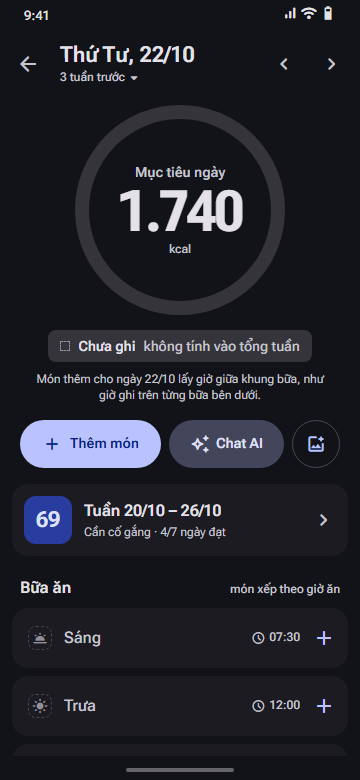 9:41
Thứ Tư, 22/10
3 tuần trước
Mục tiêu ngày
1.740
kcal
Chưa ghi không tính vào tổng tuần
Món thêm cho ngày 22/10 lấy giờ giữa khung bữa, như
giờ ghi trên từng bữa bên dưới.
Thêm món
Chat AI
69
Tuần 20/10 – 26/10
Cần cố gắng · 4/7 ngày đạt
Bữa ăn
món xếp theo giờ ăn
Sáng
07:30
Trưa
12:00